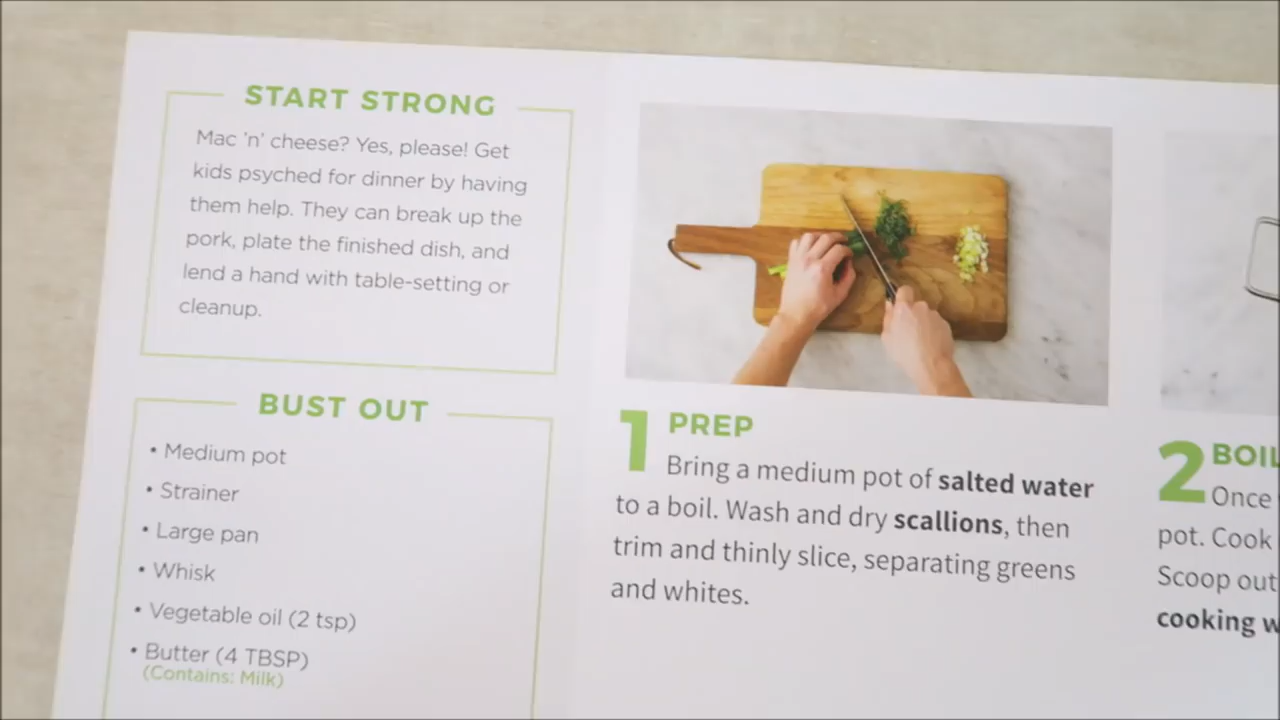 START STRONG
Mac 'n' cheese? Yes, please! Get
kids psyched for dinner by having
them help. They can break up the
pork, plate the finished dish, and
lend a hand with table-setting or
cleanup.
BUST OUT
• Medium pot
• Strainer
• Large pan
• Whisk
• Vegetable oil (2 tsp)
• Butter (4 TBSP)
(Contains: Milk)
1 PREP
Bring a medium pot of salted water
to a boil. Wash and dry scallions, then
trim and thinly slice, separating greens
and whites.
2 BOIL
Once
pot. Cook
Scoop out
cooking